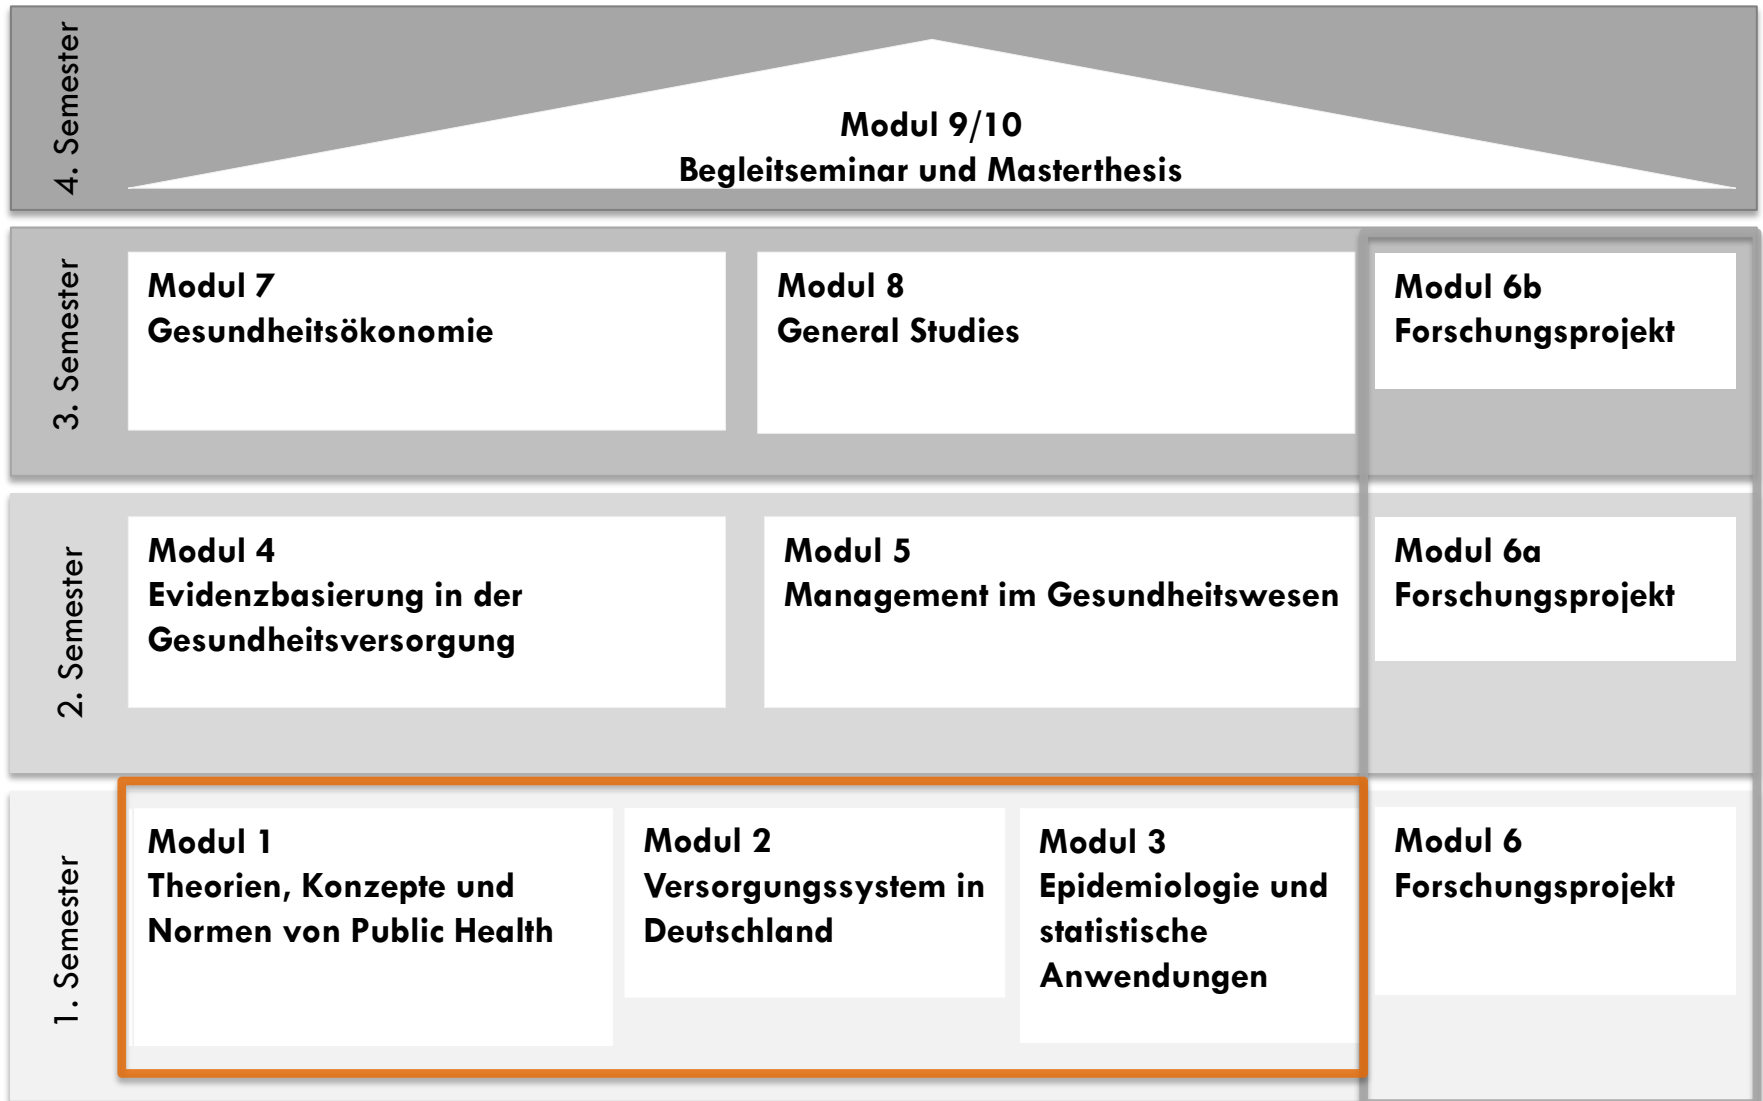 4. Semester
Modul 9/10
Begleitseminar und Masterthesis
3. Semester
Modul 7
Gesundheitsökonomie
Modul 8
General Studies
Modul 6b
Forschungsprojekt
2. Semester
Modul 4
Evidenzbasierung in der
Gesundheitsversorgung
Modul 5
Management im Gesundheitswesen
Modul 6a
Forschungsprojekt
1. Semester
Modul 1
Theorien, Konzepte und
Normen von Public Health
Modul 2
Versorgungssystem in
Deutschland
Modul 3
Epidemiologie und
statistische
Anwendungen
Modul 6
Forschungsprojekt